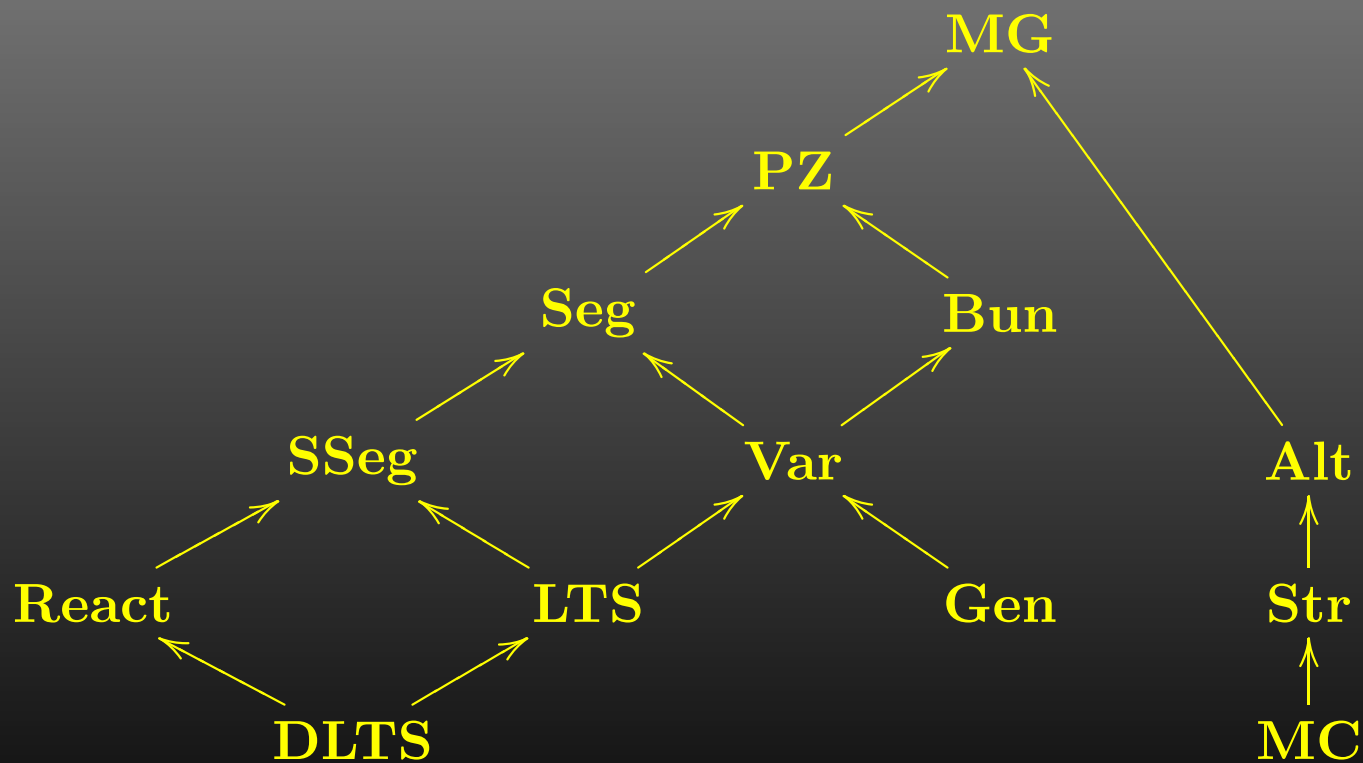 MG
PZ
Seg Bun
SSeg Var Alt
React LTS Gen Str
DLTS MC